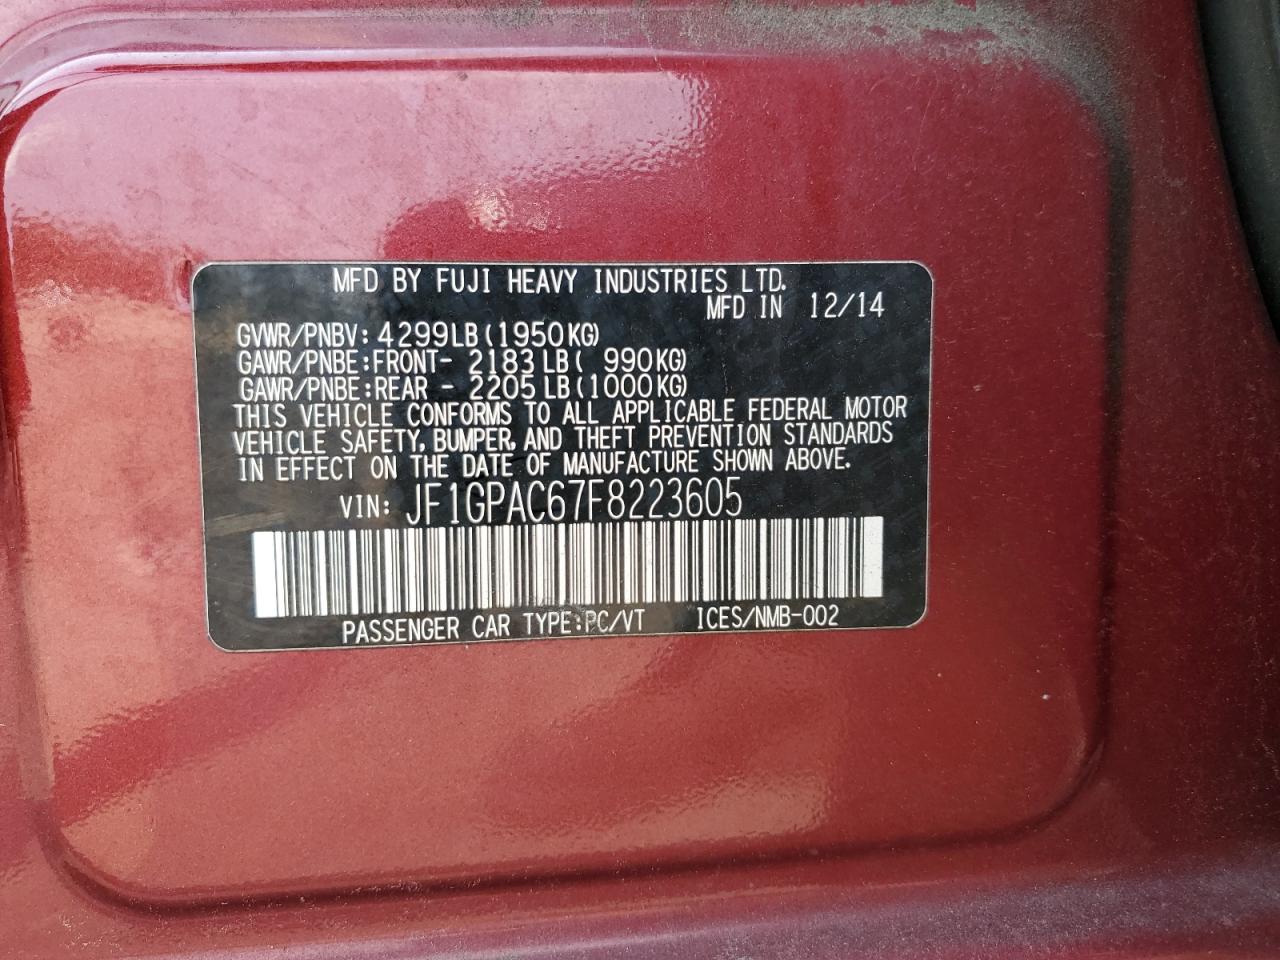 MFD BY FUJI HEAVY INDUSTRIES LTD.
MFD IN 12/14
GVWR/PNBV: 4299LB (1950KG)
GAWR/PNBE:FRONT- 2183LB( 990KG)
GAWR/PNBE:REAR - 2205LB(1000KG)
THIS VEHICLE CONFORMS TO ALL APPLICABLE FEDERAL MOTOR
VEHICLE SAFETY, BUMPER, AND THEFT PREVENTION STANDARDS
IN EFFECT ON THE DATE OF MANUFACTURE SHOWN ABOVE.
VIN: JF1GPAC67F8223605
PASSENGER CAR TYPE:PC/VT ICES/NMB-002